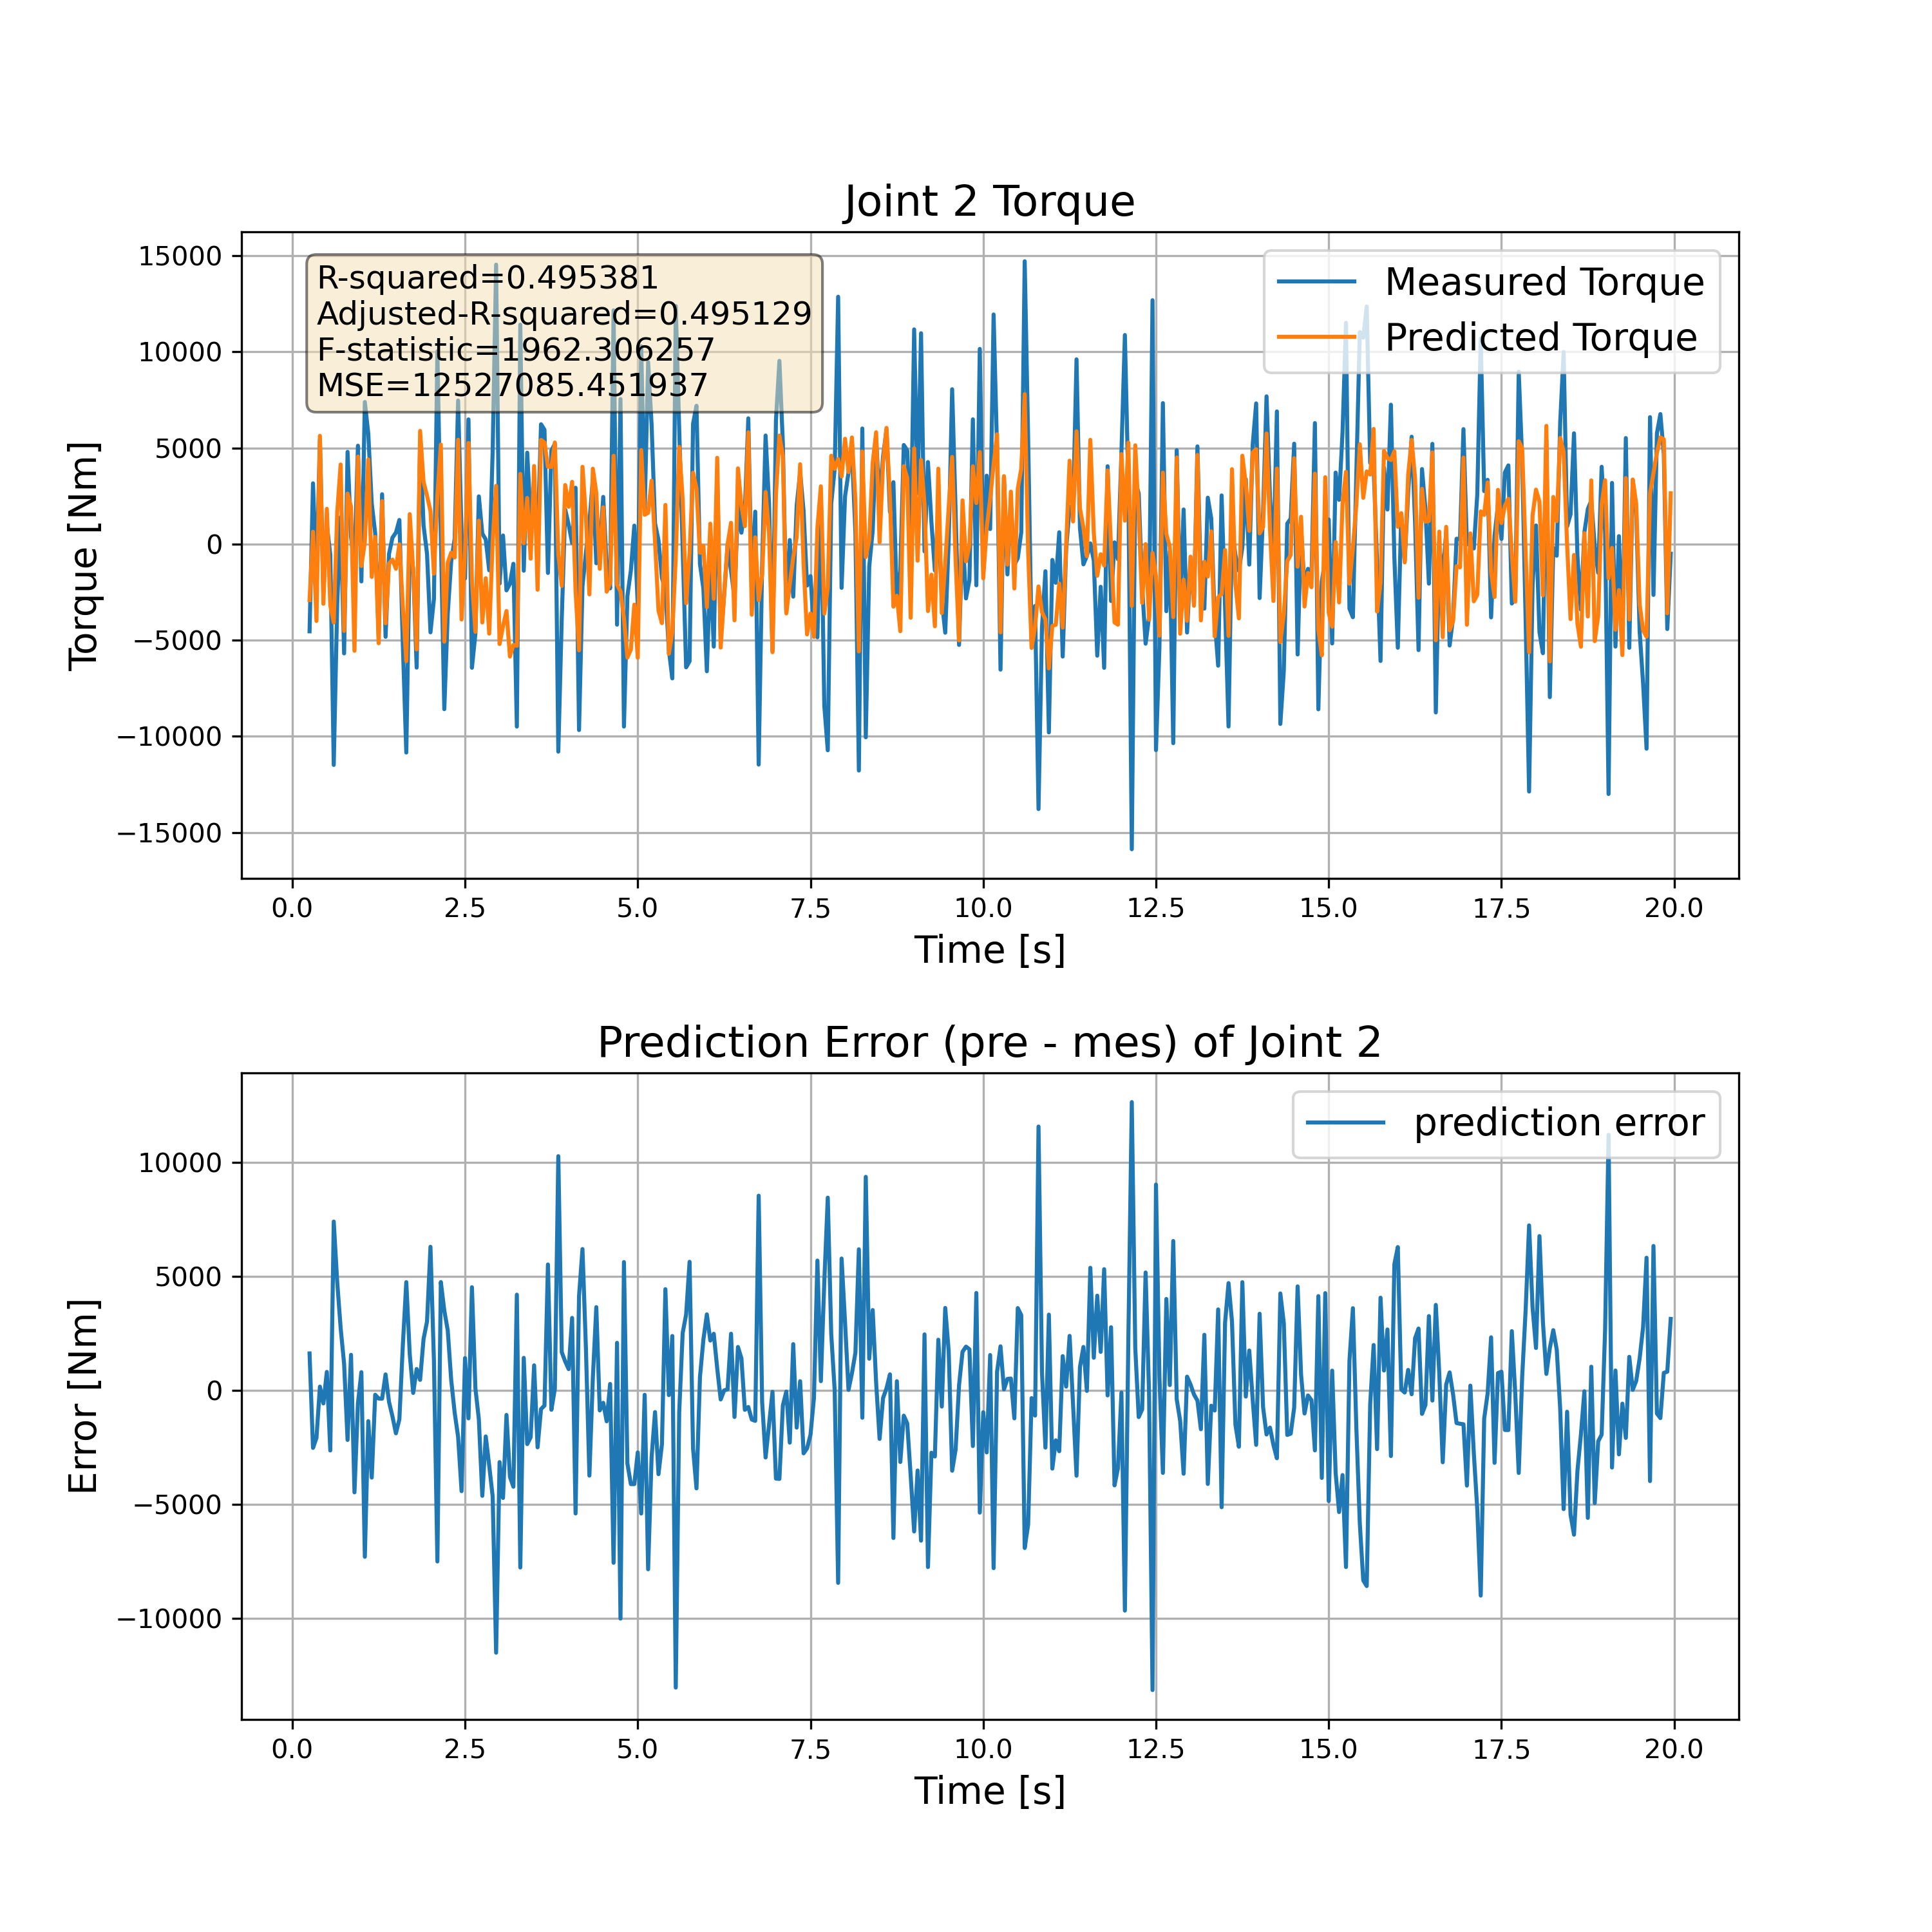 Joint 2 Torque
R-squared=0.495381
Adjusted-R-squared=0.495129
F-statistic=1962.306257
MSE=12527085.451937
Measured Torque
Predicted Torque
Torque [Nm]
15000
10000
5000
0
−5000
−10000
−15000
0.0 2.5 5.0 7.5 10.0 12.5 15.0 17.5 20.0
Time [s]
Prediction Error (pre - mes) of Joint 2
prediction error
Error [Nm]
10000
5000
0
−5000
−10000
0.0 2.5 5.0 7.5 10.0 12.5 15.0 17.5 20.0
Time [s]